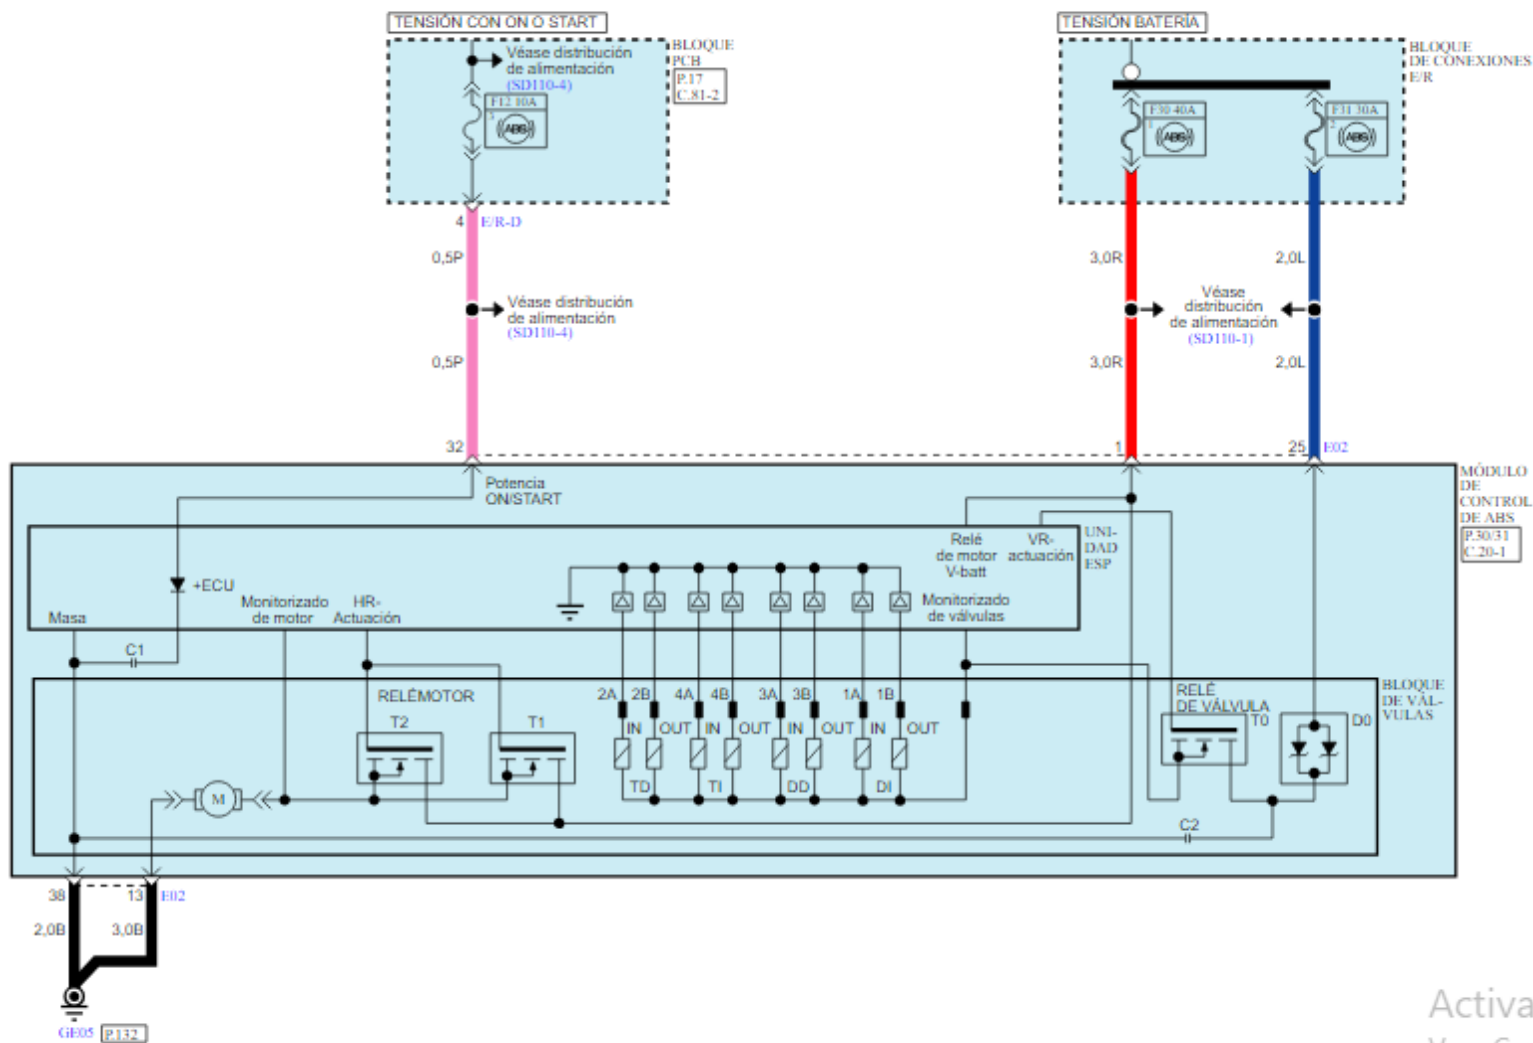 TENSIÓN CON ON O START
TENSIÓN BATERÍA
Véase distribución
de alimentación
(SD110-4)
BLOQUE
PCB
P.17
C.81-2
F12 10A
3
ABS
BLOQUE
DE CONEXIONES
E/R
F30 40A
1
ABS
F31 30A
2
ABS
4
E/R-D
0,5P
3,0R
2,0L
Véase distribución
de alimentación
(SD110-4)
Véase
distribución
de alimentación
(SD110-1)
0,5P
3,0R
2,0L
32
1
25
E02
Potencia
ON/START
MÓDULO
DE
CONTROL
DE ABS
P.30/31
C.20-1
UNI-
DAD
ESP
Relé
de motor
V-batt
VR-
actuación
+ECU
Masa
Monitorizado
de motor
HR-
Actuación
Monitorizado
de válvulas
C1
RELÉMOTOR
T2
T1
2A
2B
4A
4B
3A
3B
1A
1B
IN
OUT
IN
OUT
IN
OUT
IN
OUT
TD
TI
DD
DI
RELÉ
DE VÁLVULA
T0
D0
BLOQUE
DE VÁL-
VULAS
M
C2
38
13
E02
2,0B
3,0B
GE05
P.132
Activa